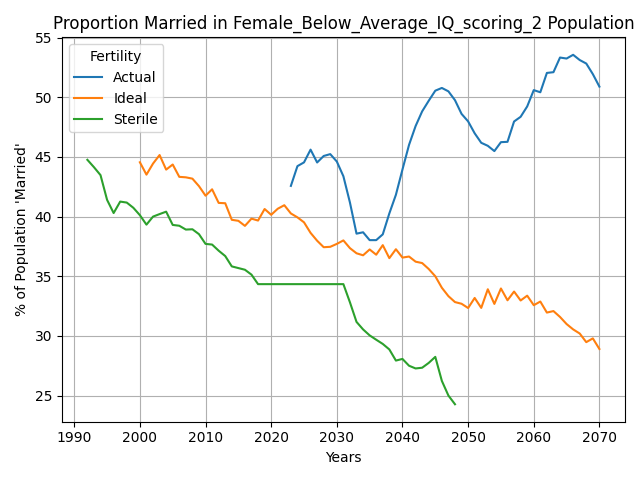 Proportion Married in Female_Below_Average_IQ_scoring_2 Population
Fertility
Actual
Ideal
Sterile
% of Population 'Married'
55
50
45
40
35
30
25
1990 2000 2010 2020 2030 2040 2050 2060 2070
Years